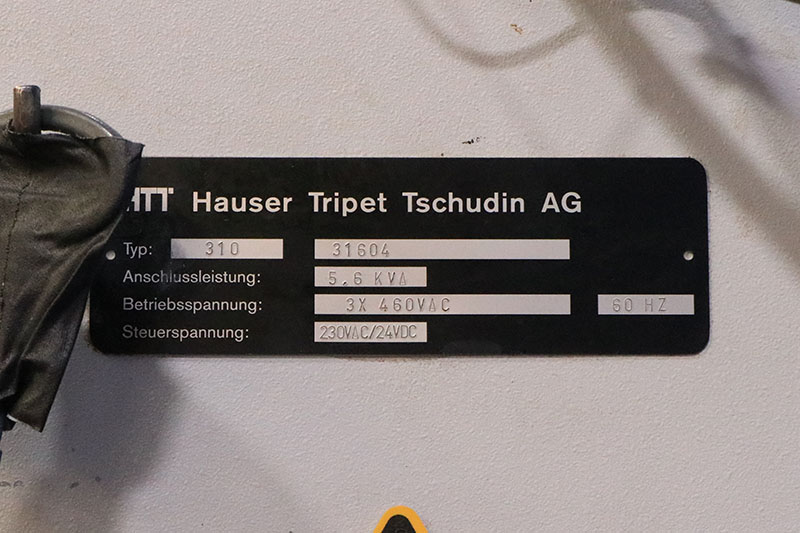 HTT Hauser Tripet Tschudin AG
Typ: 310 31604
Anschlussleistung: 5.6 KVA
Betriebsspannung: 3X 460VAC 60 HZ
Steuerspannung: 230VAC/24VDC